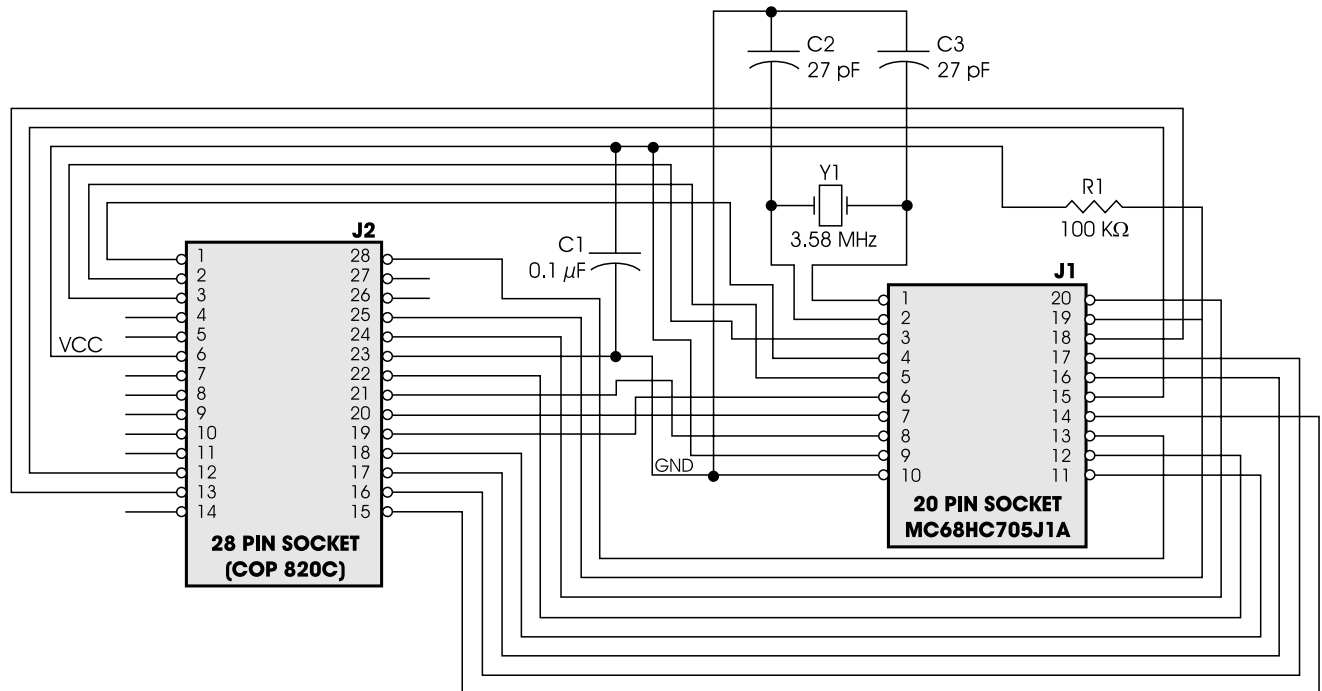 C2
27 pF
C3
27 pF
Y1
3.58 MHz
R1
100 KΩ
C1
0.1 µF
VCC
GND
J2
1 28
2 27
3 26
4 25
5 24
6 23
7 22
8 21
9 20
10 19
11 18
12 17
13 16
14 15
28 PIN SOCKET
(COP 820C)
J1
1 20
2 19
3 18
4 17
5 16
6 15
7 14
8 13
9 12
10 11
20 PIN SOCKET
MC68HC705J1A